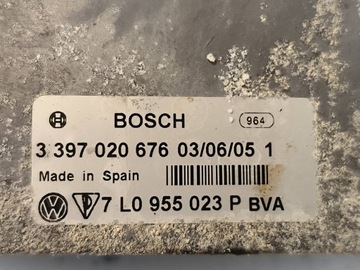 BOSCH 964
3 397 020 676 03/06/05 1
Made in Spain
7 L0 955 023 P BVA